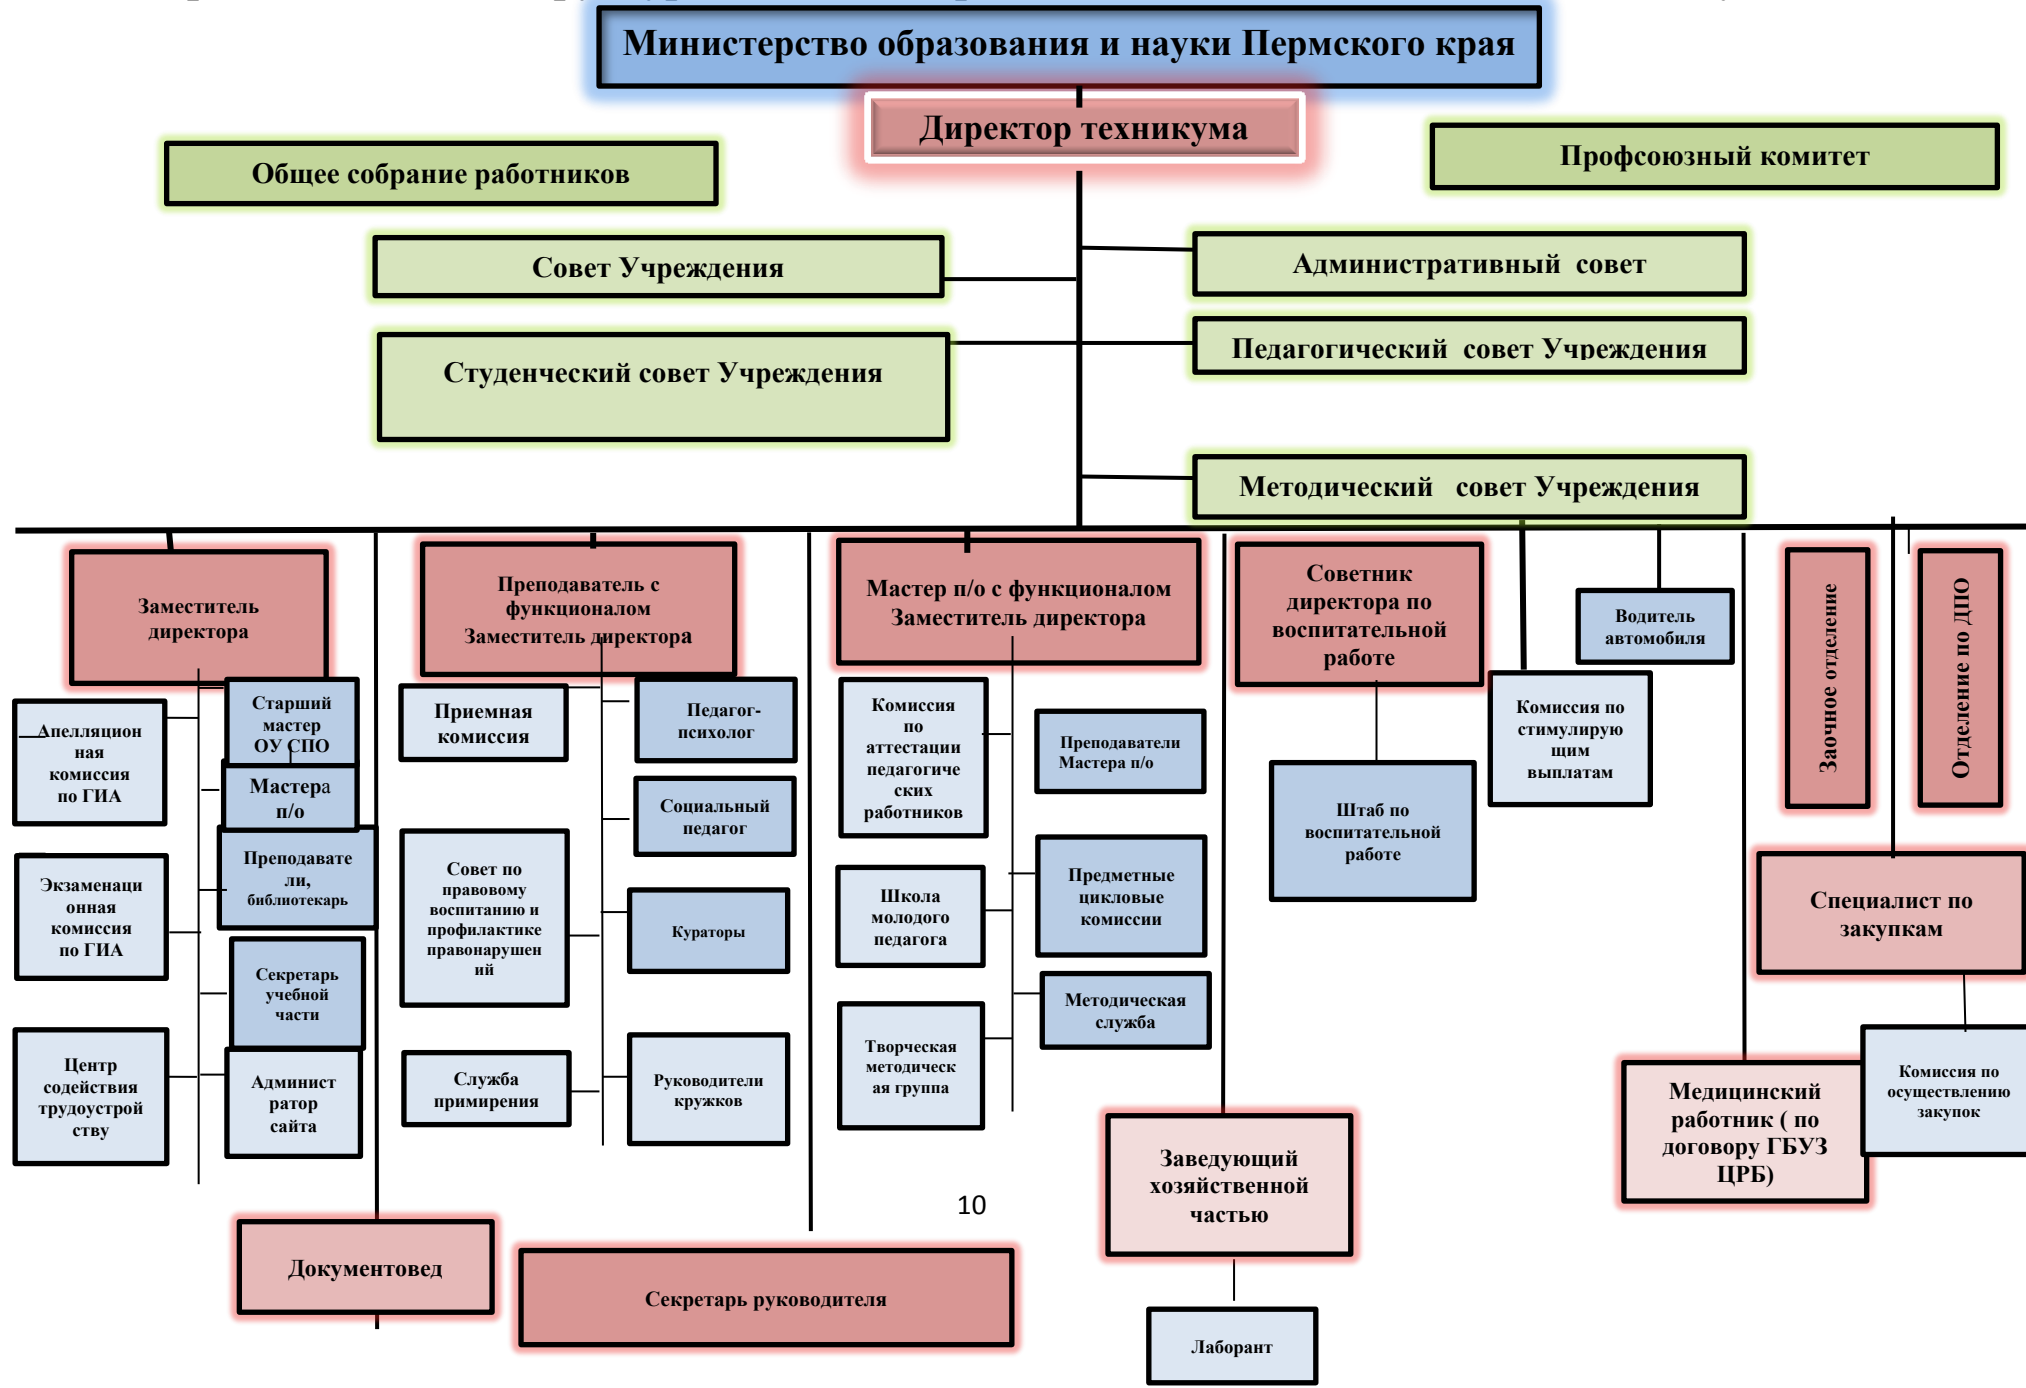 Министерство образования и науки Пермского края
Директор техникума
Общее собрание работников
Профсоюзный комитет
Совет Учреждения
Административный совет
Студенческий совет Учреждения
Педагогический совет Учреждения
Методический совет Учреждения
Заместитель
директора
Преподаватель с
функционалом
Заместитель директора
Мастер п/о с функционалом
Заместитель директора
Советник
директора по
воспитательной
работе
Водитель
автомобиля
Заочное отделение
Отделение по ДПО
Апелляцион
ная
комиссия
по ГИА
Старший
мастер
ОУ СПО
Мастера
п/о
Преподавате
ли,
библиотекарь
Экзаменаци
онная
комиссия
по ГИА
Секретарь
учебной
части
Центр
содействия
трудоустрой
ству
Админист
ратор
сайта
Приемная
комиссия
Педагог-
психолог
Социальный
педагог
Совет по
правовому
воспитанию и
профилактике
правонарушен
ий
Кураторы
Служба
примирения
Руководители
кружков
Комиссия
по
аттестации
педагогиче
ских
работников
Преподаватели
Мастера п/о
Школа
молодого
педагога
Предметные
цикловые
комиссии
Творческая
методическ
ая группа
Методическая
служба
Штаб по
воспитательной
работе
Комиссия по
стимулирую
щим
выплатам
Специалист по
закупкам
Медицинский
работник ( по
договору ГБУЗ
ЦРБ)
Комиссия по
осуществлению
закупок
Заведующий
хозяйственной
частью
10
Документовед
Секретарь руководителя
Лаборант